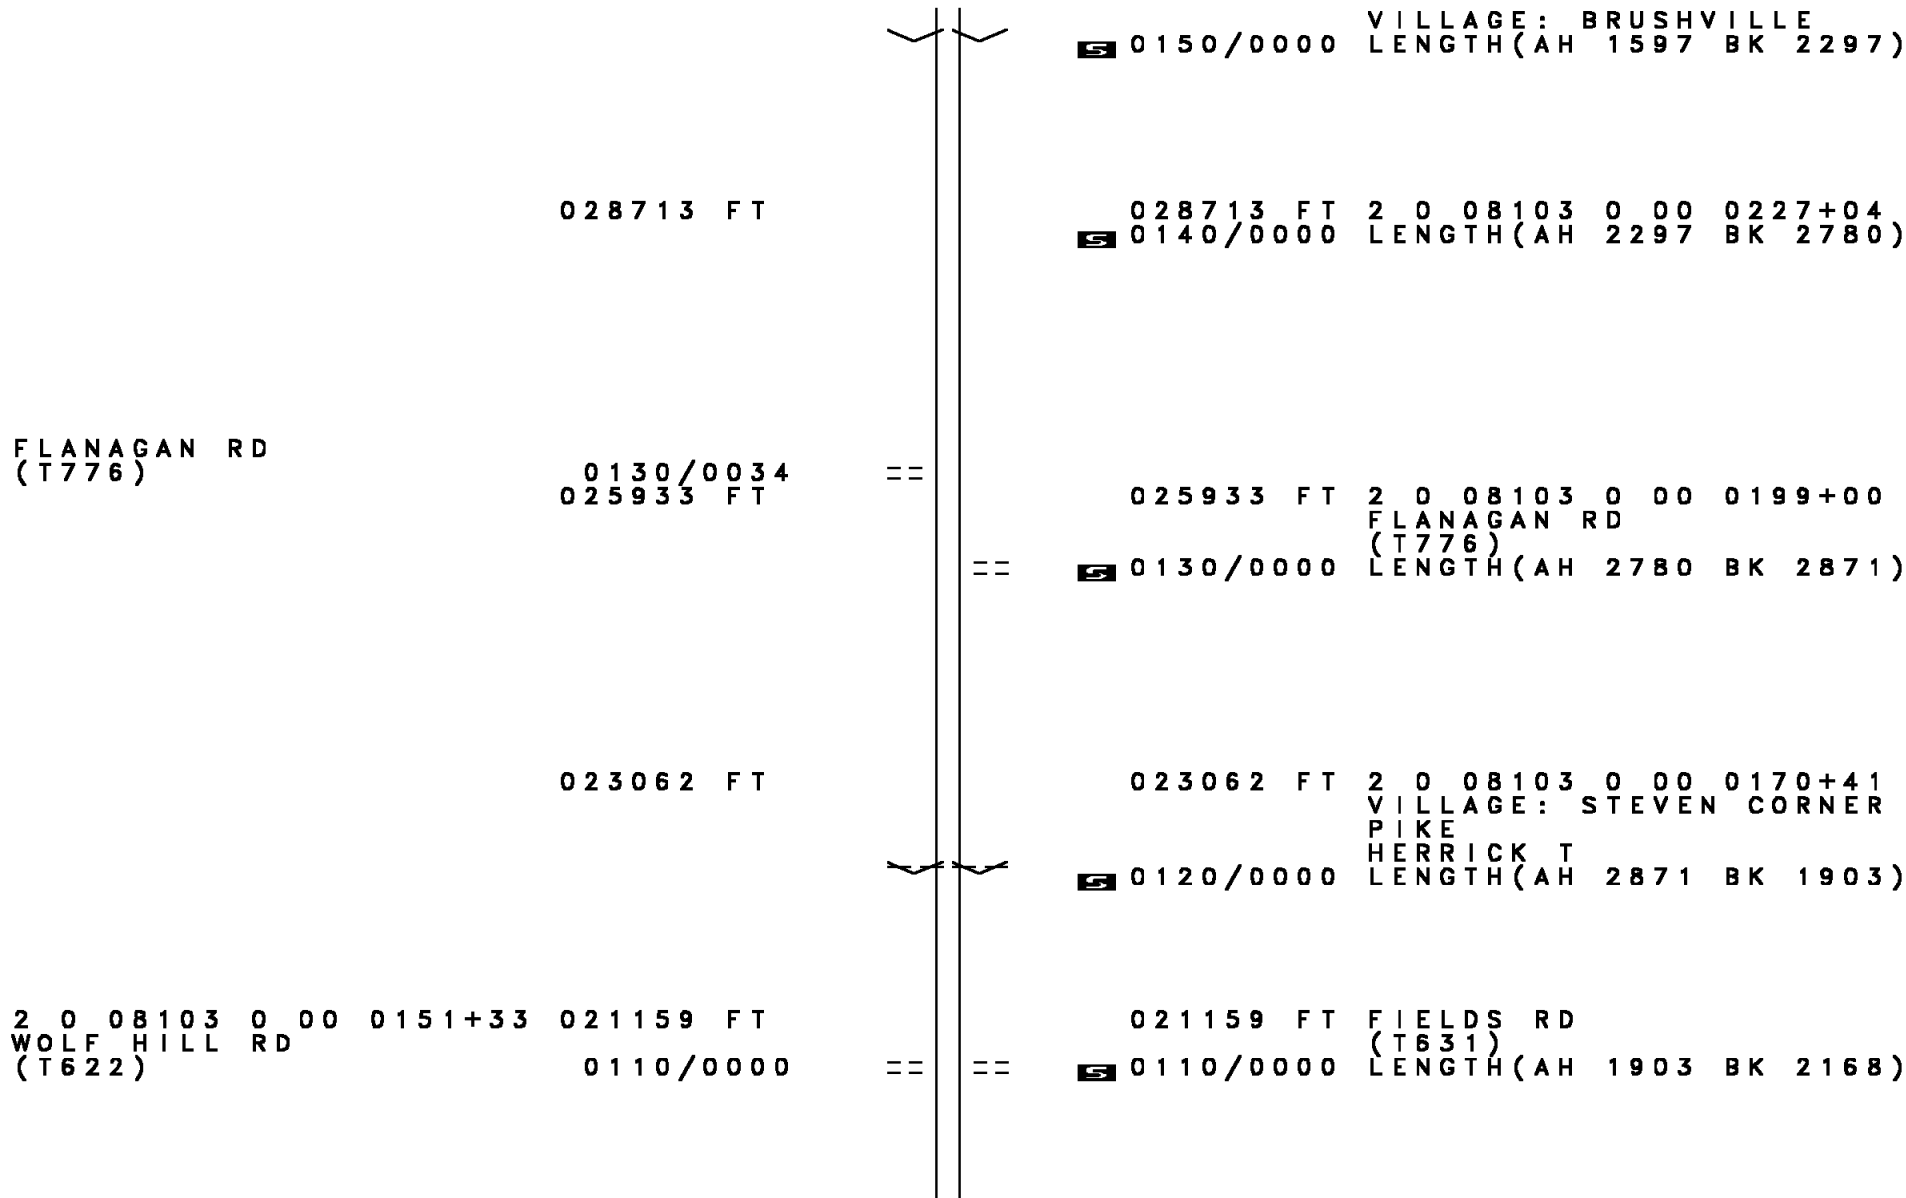 VILLAGE: BRUSHVILLE
S 0150/0000 LENGTH(AH 1597 BK 2297)
028713 FT 028713 FT 2 0 08103 0 00 0227+04
S 0140/0000 LENGTH(AH 2297 BK 2780)
FLANAGAN RD
(T776) 0130/0034 ==
025933 FT 025933 FT 2 0 08103 0 00 0199+00
FLANAGAN RD
(T776)
== S 0130/0000 LENGTH(AH 2780 BK 2871)
023062 FT 023062 FT 2 0 08103 0 00 0170+41
VILLAGE: STEVEN CORNER
PIKE
HERRICK T
S 0120/0000 LENGTH(AH 2871 BK 1903)
2 0 08103 0 00 0151+33 021159 FT 021159 FT FIELDS RD
WOLF HILL RD (T631)
(T622) 0110/0000 == == S 0110/0000 LENGTH(AH 1903 BK 2168)